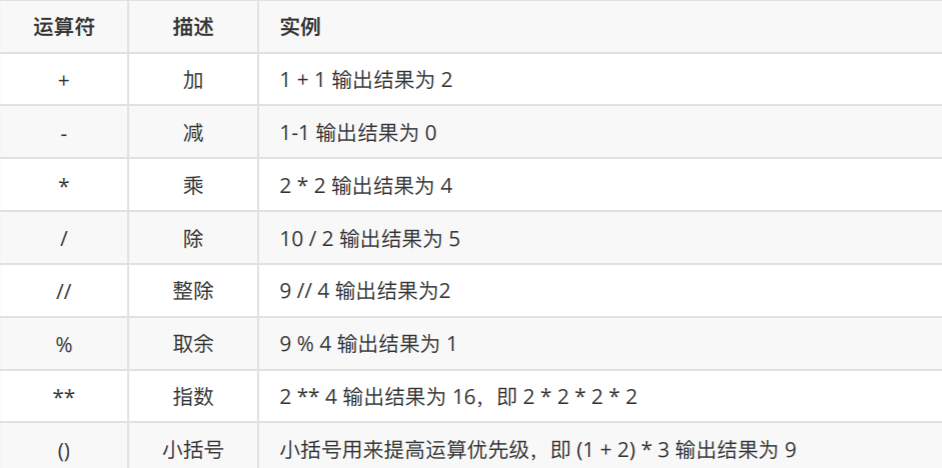 运算符 描述 实例
+ 加 1 + 1 输出结果为 2
- 减 1-1 输出结果为 0
* 乘 2 * 2 输出结果为 4
/ 除 10 / 2 输出结果为 5
// 整除 9 // 4 输出结果为2
% 取余 9 % 4 输出结果为 1
** 指数 2 ** 4 输出结果为 16，即 2 * 2 * 2 * 2
() 小括号 小括号用来提高运算优先级，即 (1 + 2) * 3 输出结果为 9